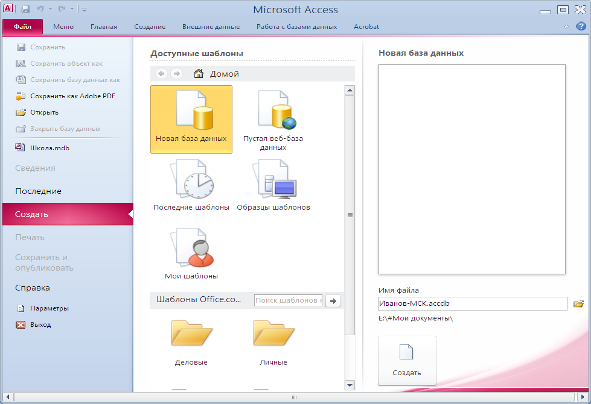 Microsoft Access
Файл Меню Главная Создание Внешние данные Работа с базами данных Acrobat
Сохранить
Сохранить объект как
Сохранить базу данных как
Сохранить как Adobe PDF
Открыть
Закрыть базу данных
Школа.mdb
Сведения
Последние
Создать
Печать
Сохранить и
опубликовать
Справка
Параметры
Выход
Доступные шаблоны
Домой
Новая база данных
Пустая веб-база
данных
Последние шаблоны
Образцы шаблонов
Мои шаблоны
Шаблоны Office.co...
Поиск шаблонов н
Деловые
Личные
Новая база данных
Имя файла
Иванов-МСК.accdb
E:\#Мои документы\
Создать